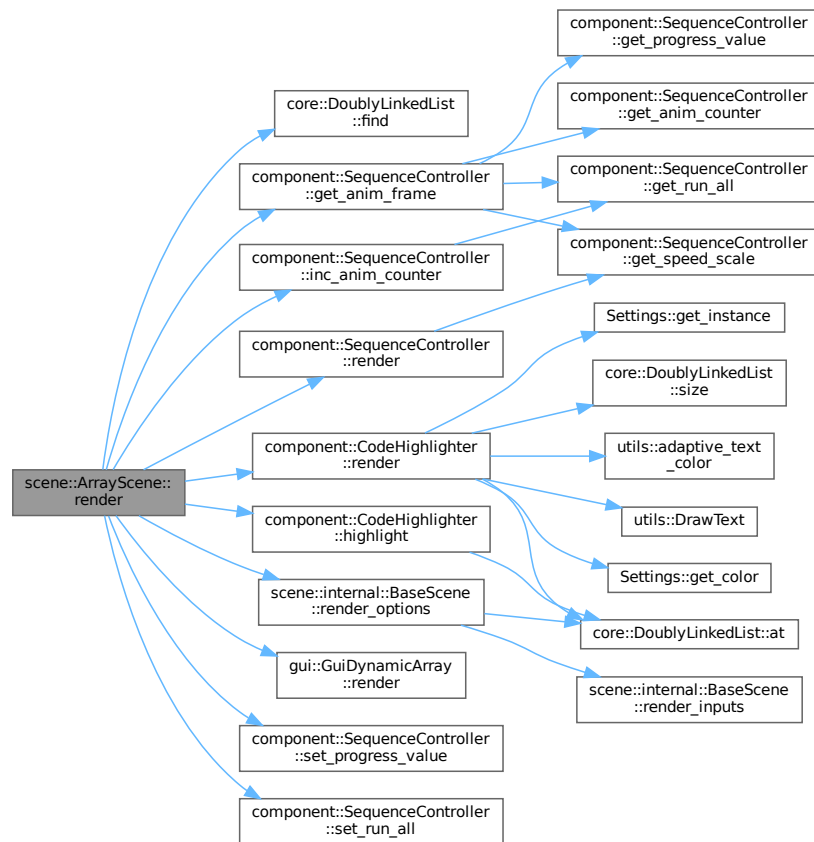 component::SequenceController
::get_progress_value
core::DoublyLinkedList
::find
component::SequenceController
::get_anim_counter
component::SequenceController
::get_anim_frame
component::SequenceController
::get_run_all
component::SequenceController
::inc_anim_counter
component::SequenceController
::get_speed_scale
component::SequenceController
::render
Settings::get_instance
core::DoublyLinkedList
::size
component::CodeHighlighter
::render
utils::adaptive_text
_color
scene::ArrayScene::
render
utils::DrawText
component::CodeHighlighter
::highlight
Settings::get_color
scene::internal::BaseScene
::render_options
core::DoublyLinkedList::at
gui::GuiDynamicArray
::render
scene::internal::BaseScene
::render_inputs
component::SequenceController
::set_progress_value
component::SequenceController
::set_run_all